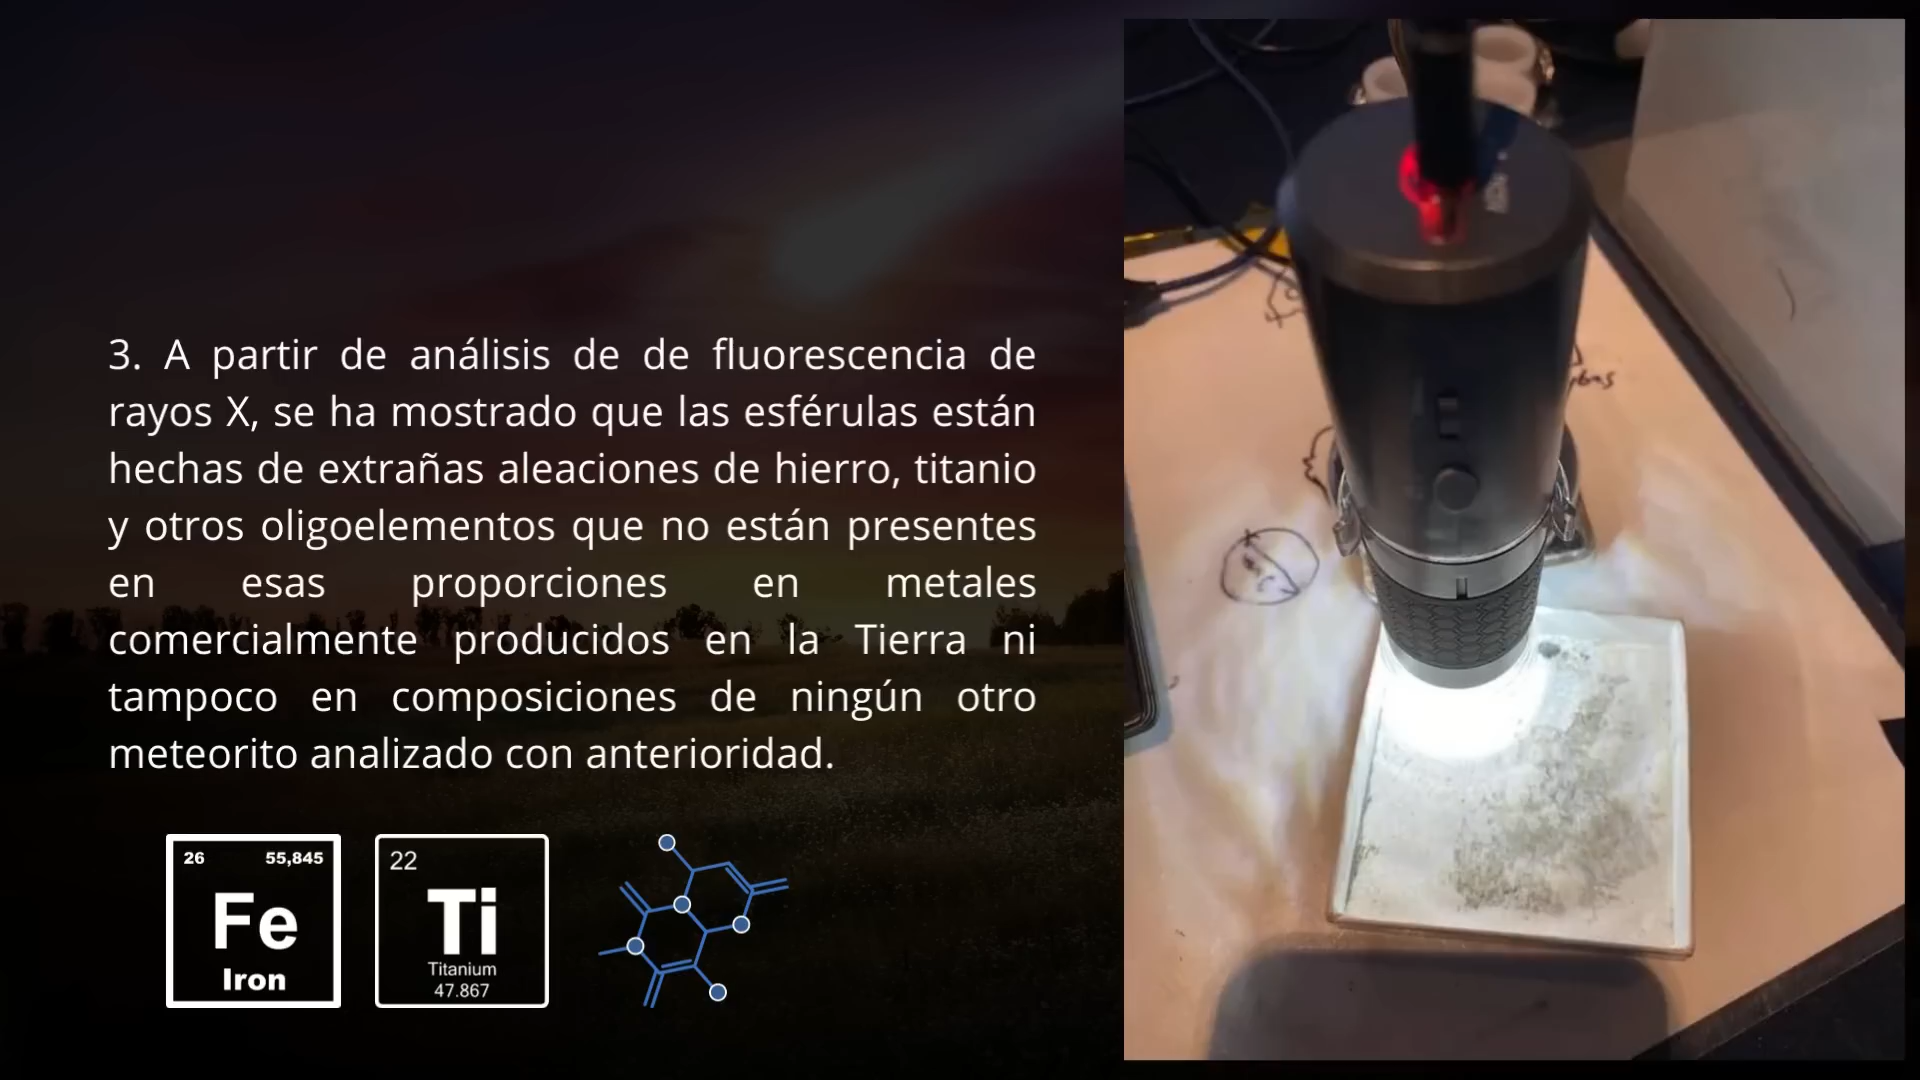 3. A partir de análisis de de fluorescencia de
rayos X, se ha mostrado que las esférulas están
hechas de extrañas aleaciones de hierro, titanio
y otros oligoelementos que no están presentes
en esas proporciones en metales
comercialmente producidos en la Tierra ni
tampoco en composiciones de ningún otro
meteorito analizado con anterioridad.
26 55,845
Fe
Iron
22
Ti
Titanium
47.867